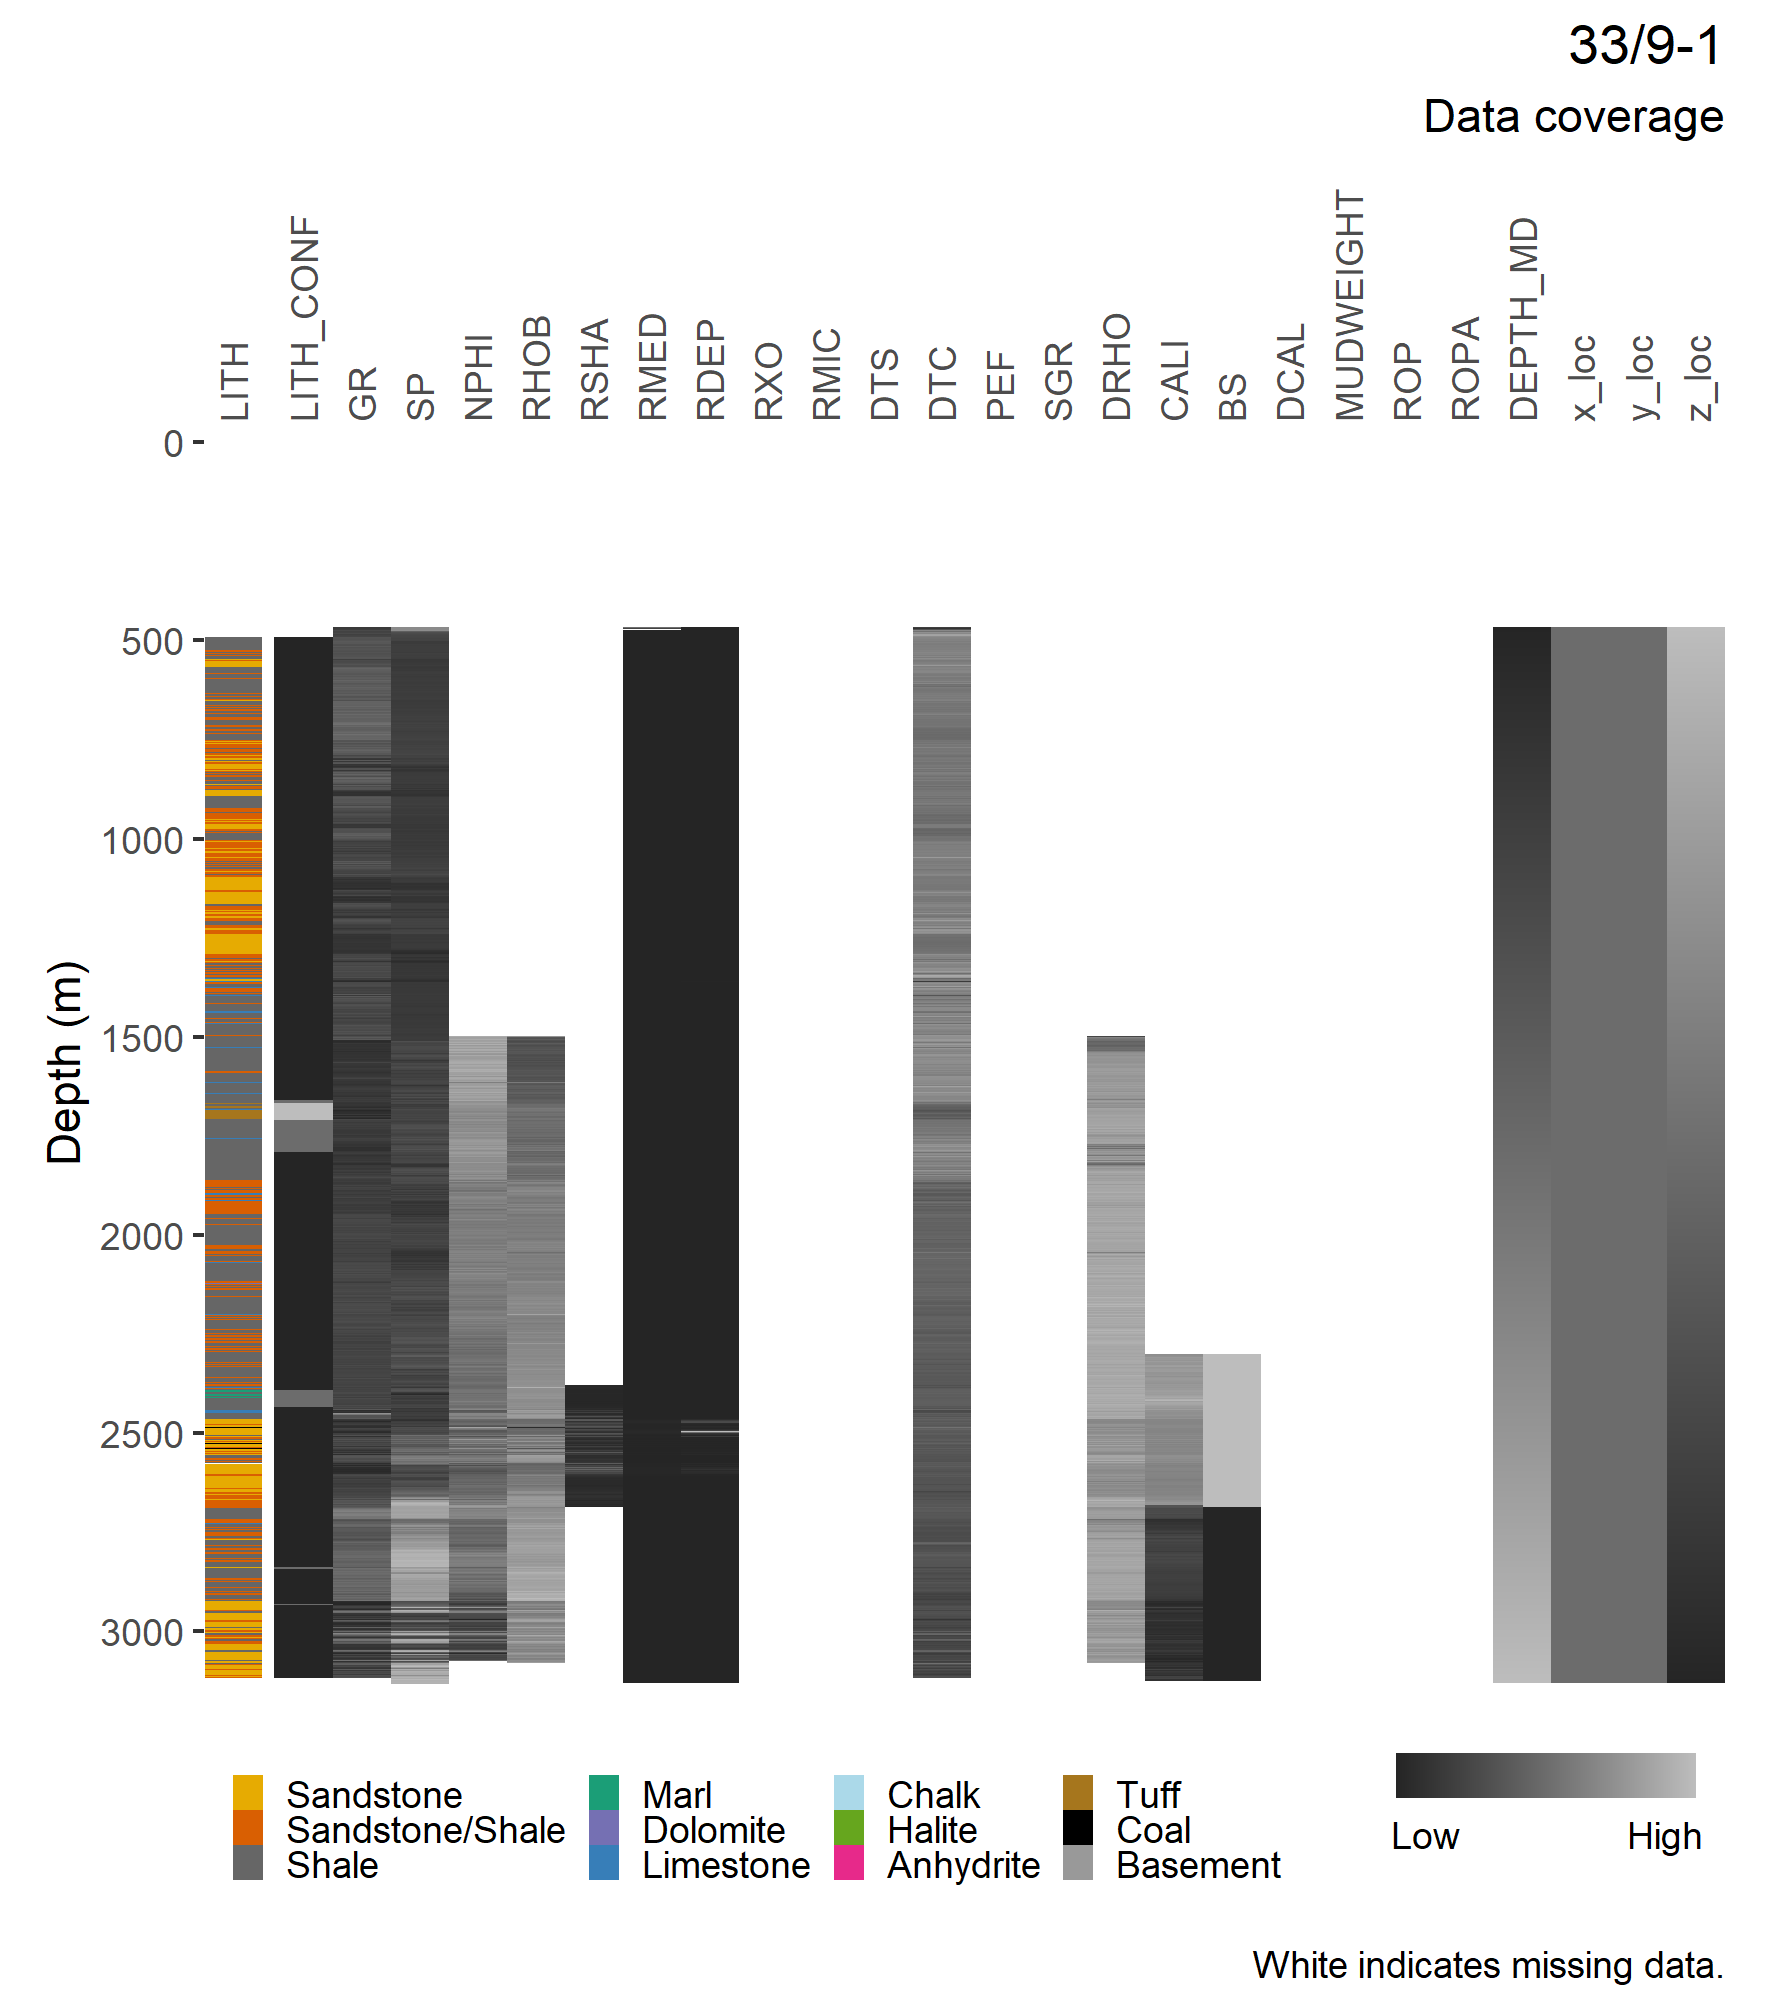 33/9-1
Data coverage
LITH
LITH_CONF
GR
SP
NPHI
RHOB
RSHA
RMED
RDEP
RXO
RMIC
DTS
DTC
PEF
SGR
DRHO
CALI
BS
DCAL
MUDWEIGHT
ROP
ROPA
DEPTH_MD
x_loc
y_loc
z_loc
0
500
1000
1500
2000
2500
3000
Depth (m)
Sandstone
Sandstone/Shale
Shale
Marl
Dolomite
Limestone
Chalk
Halite
Anhydrite
Tuff
Coal
Basement
Low High
White indicates missing data.